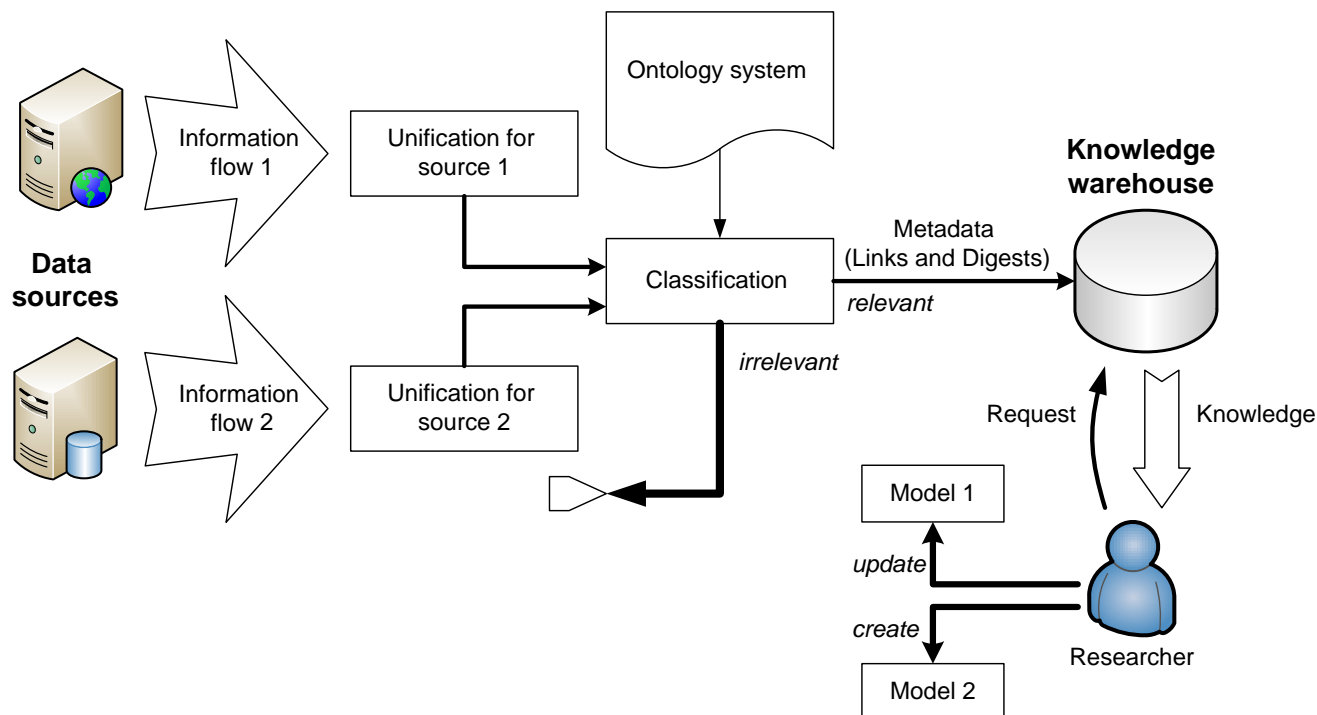 Data
sources
Information
flow 1
Information
flow 2
Unification for
source 1
Unification for
source 2
Ontology system
Classification
irrelevant
Metadata
(Links and Digests)
relevant
Knowledge
warehouse
Request
Knowledge
Model 1
update
create
Model 2
Researcher